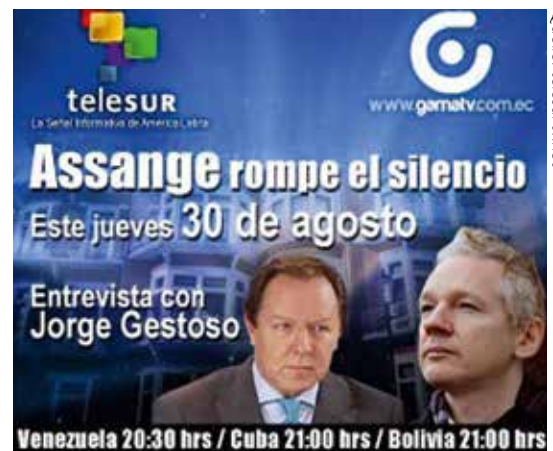 telesUR
La Señal Informativa de América Latina
www.gamatv.com.ec
Assange rompe el silencio
Este jueves 30 de agosto
Entrevista con
Jorge Gestoso
Venezuela 20:30 hrs / Cuba 21:00 hrs / Bolivia 21:00 hrs